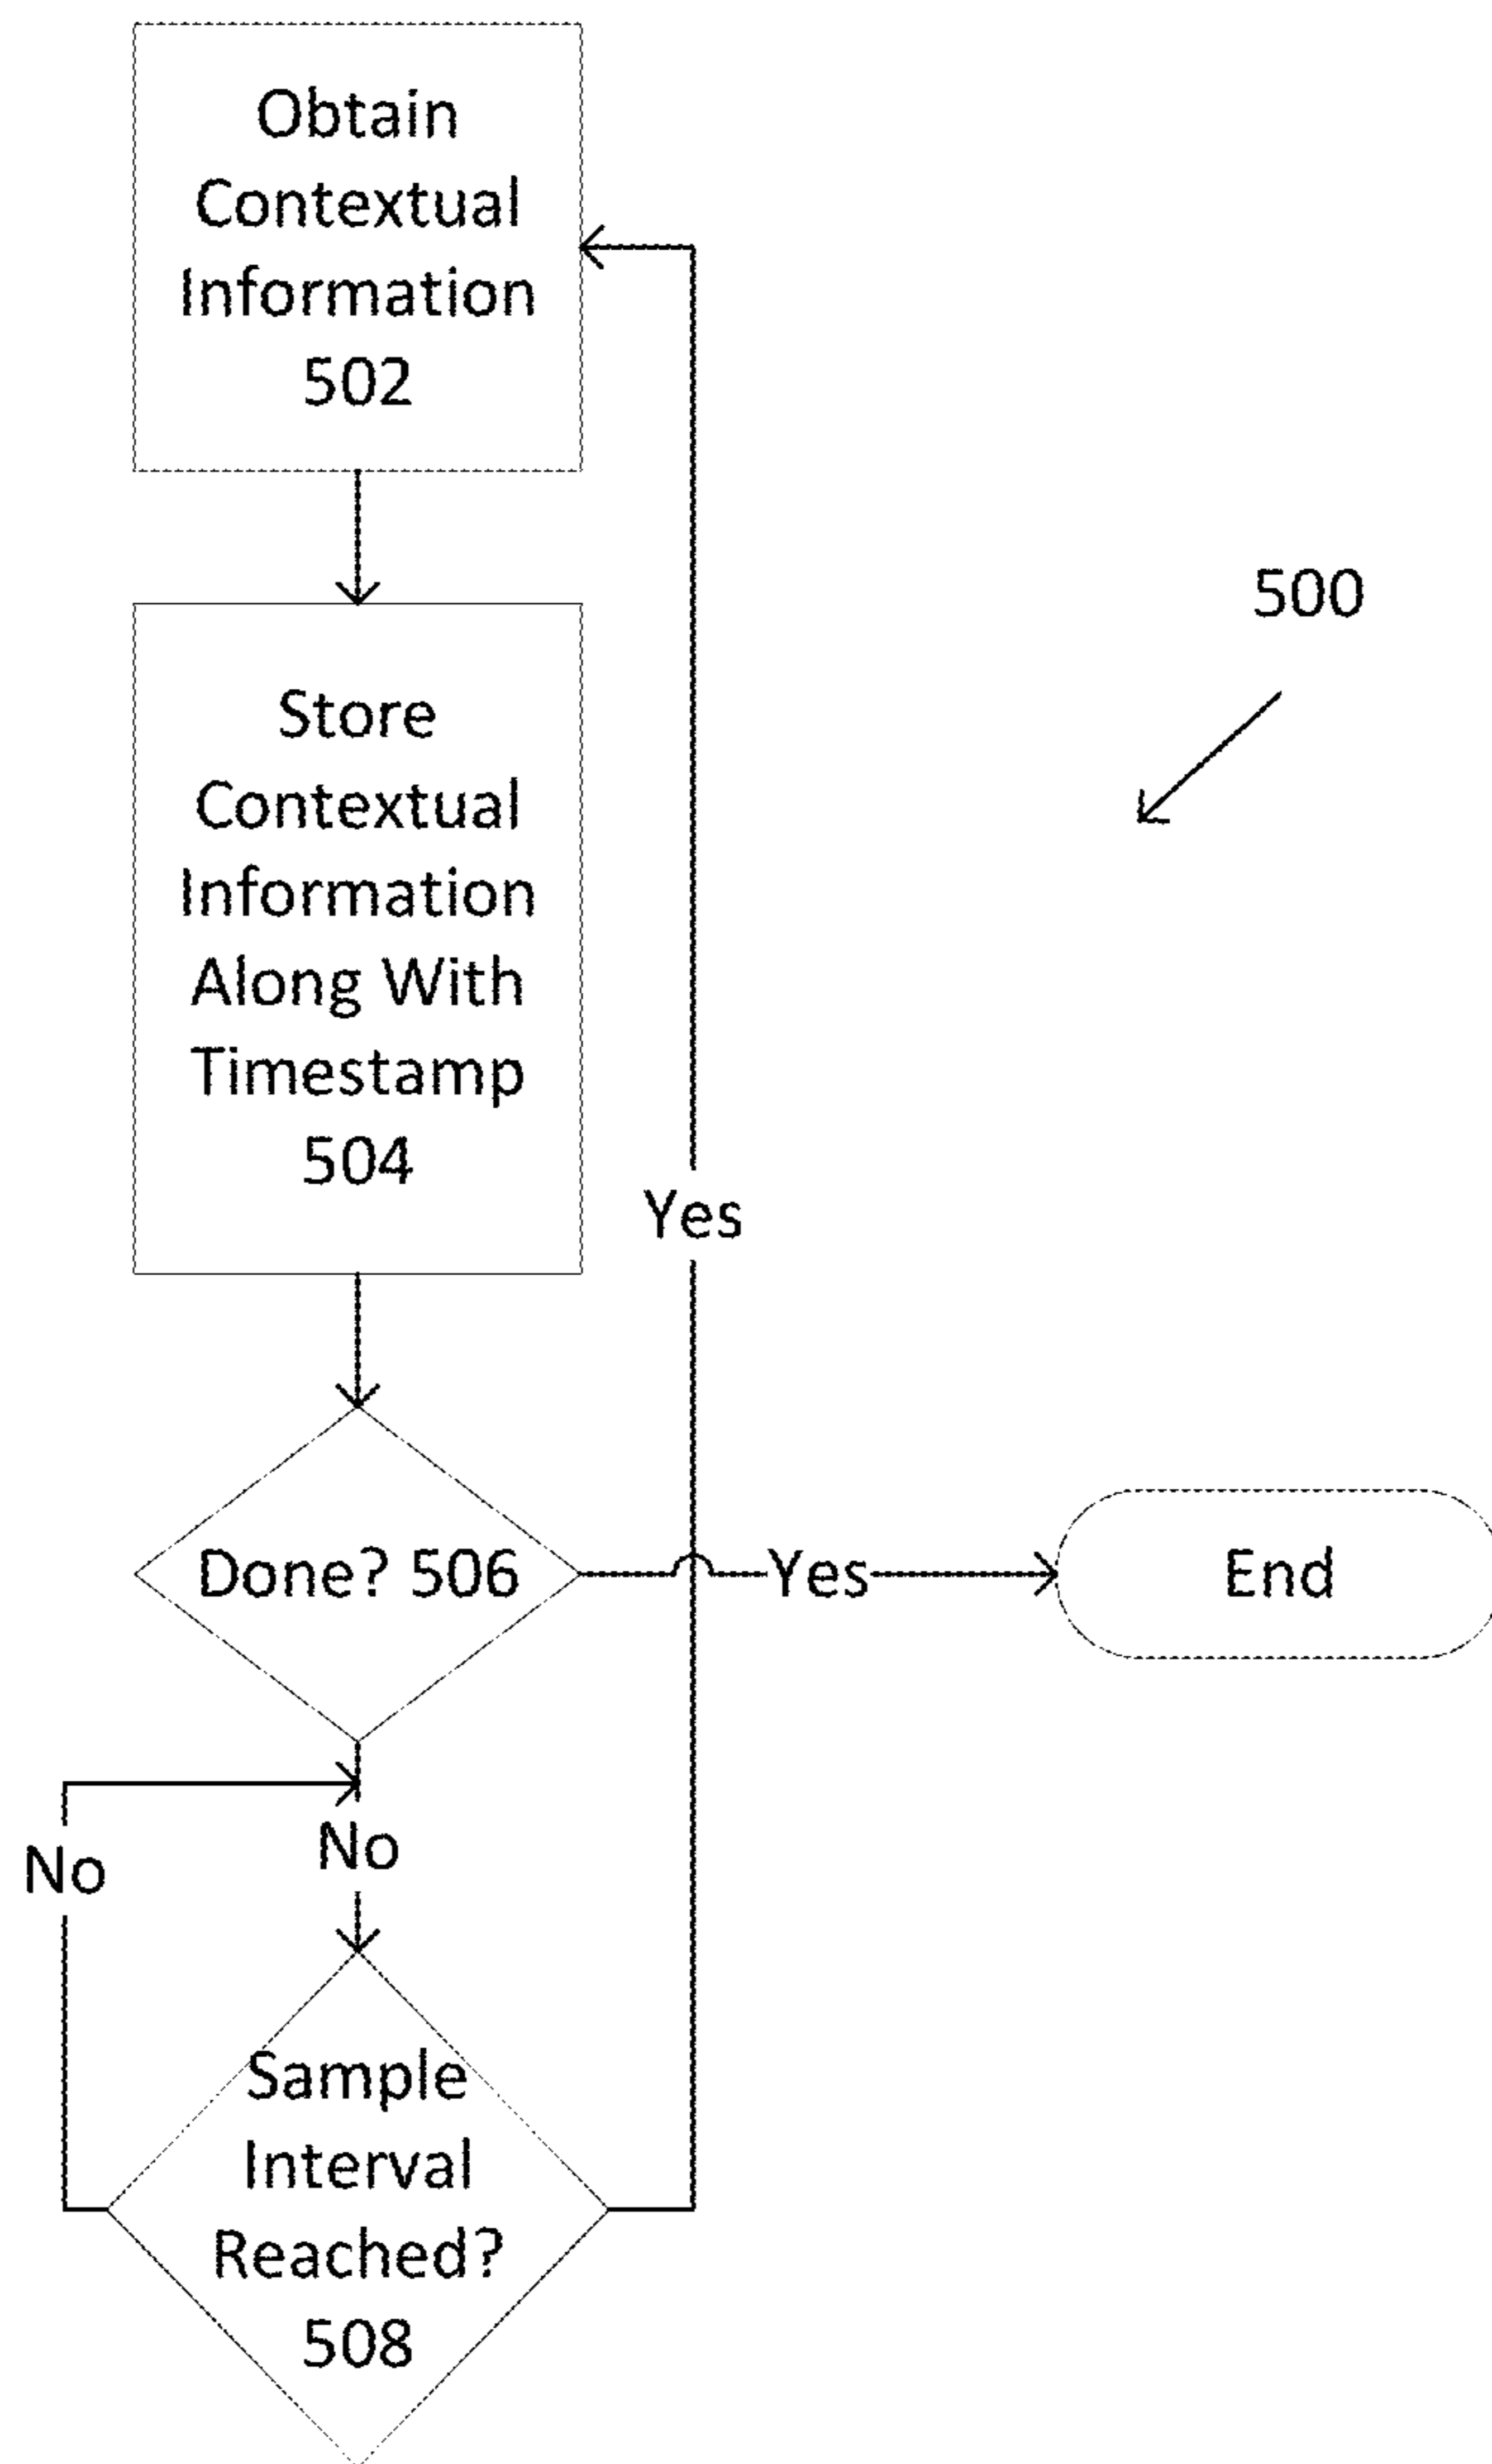 Obtain
Contextual
Information
502
500
Store
Contextual
Information
Along With
Timestamp
504
Yes
Done? 506
Yes
End
No
No
Sample
Interval
Reached?
508